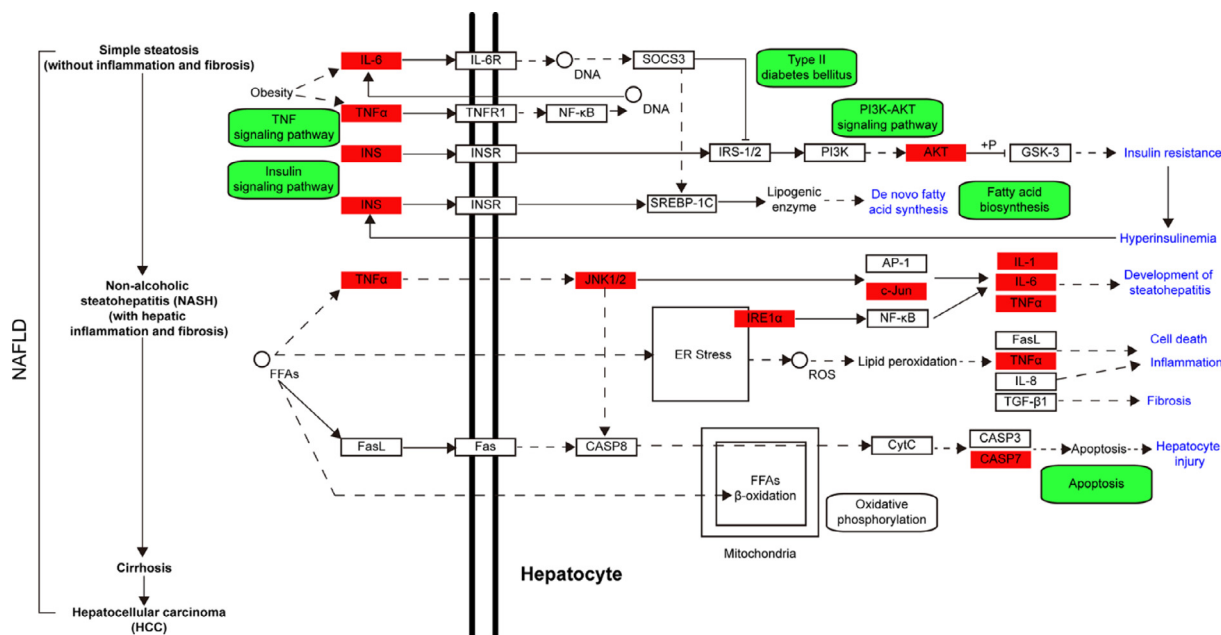 NAFLD
Simple steatosis
(without inflammation and fibrosis)
Non-alcoholic
steatohepatitis (NASH)
(with hepatic
inflammation and fibrosis)
Cirrhosis
Hepatocellular carcinoma
(HCC)
IL-6
IL-6R
DNA
SOCS3
Type II
diabetes bellitus
Obesity
TNF
signaling pathway
TNFα
TNFR1
NF-κB
DNA
PI3K-AKT
signaling pathway
Insulin
signaling pathway
INS
INSR
IRS-1/2
PI3K
AKT
+P
GSK-3
Insulin resistance
INS
INSR
SREBP-1C
Lipogenic
enzyme
De novo fatty
acid synthesis
Fatty acid
biosynthesis
Hyperinsulinemia
TNFα
JNK1/2
AP-1
c-Jun
IL-1
IL-6
TNFα
Development of
steatohepatitis
IRE1α
NF-κB
ER Stress
ROS
Lipid peroxidation
FasL
TNFα
IL-8
TGF-β1
Cell death
Inflammation
Fibrosis
FFAs
FasL
Fas
CASP8
CytC
CASP3
CASP7
Apoptosis
Hepatocyte
injury
Apoptosis
FFAs
β-oxidation
Oxidative
phosphorylation
Mitochondria
Hepatocyte